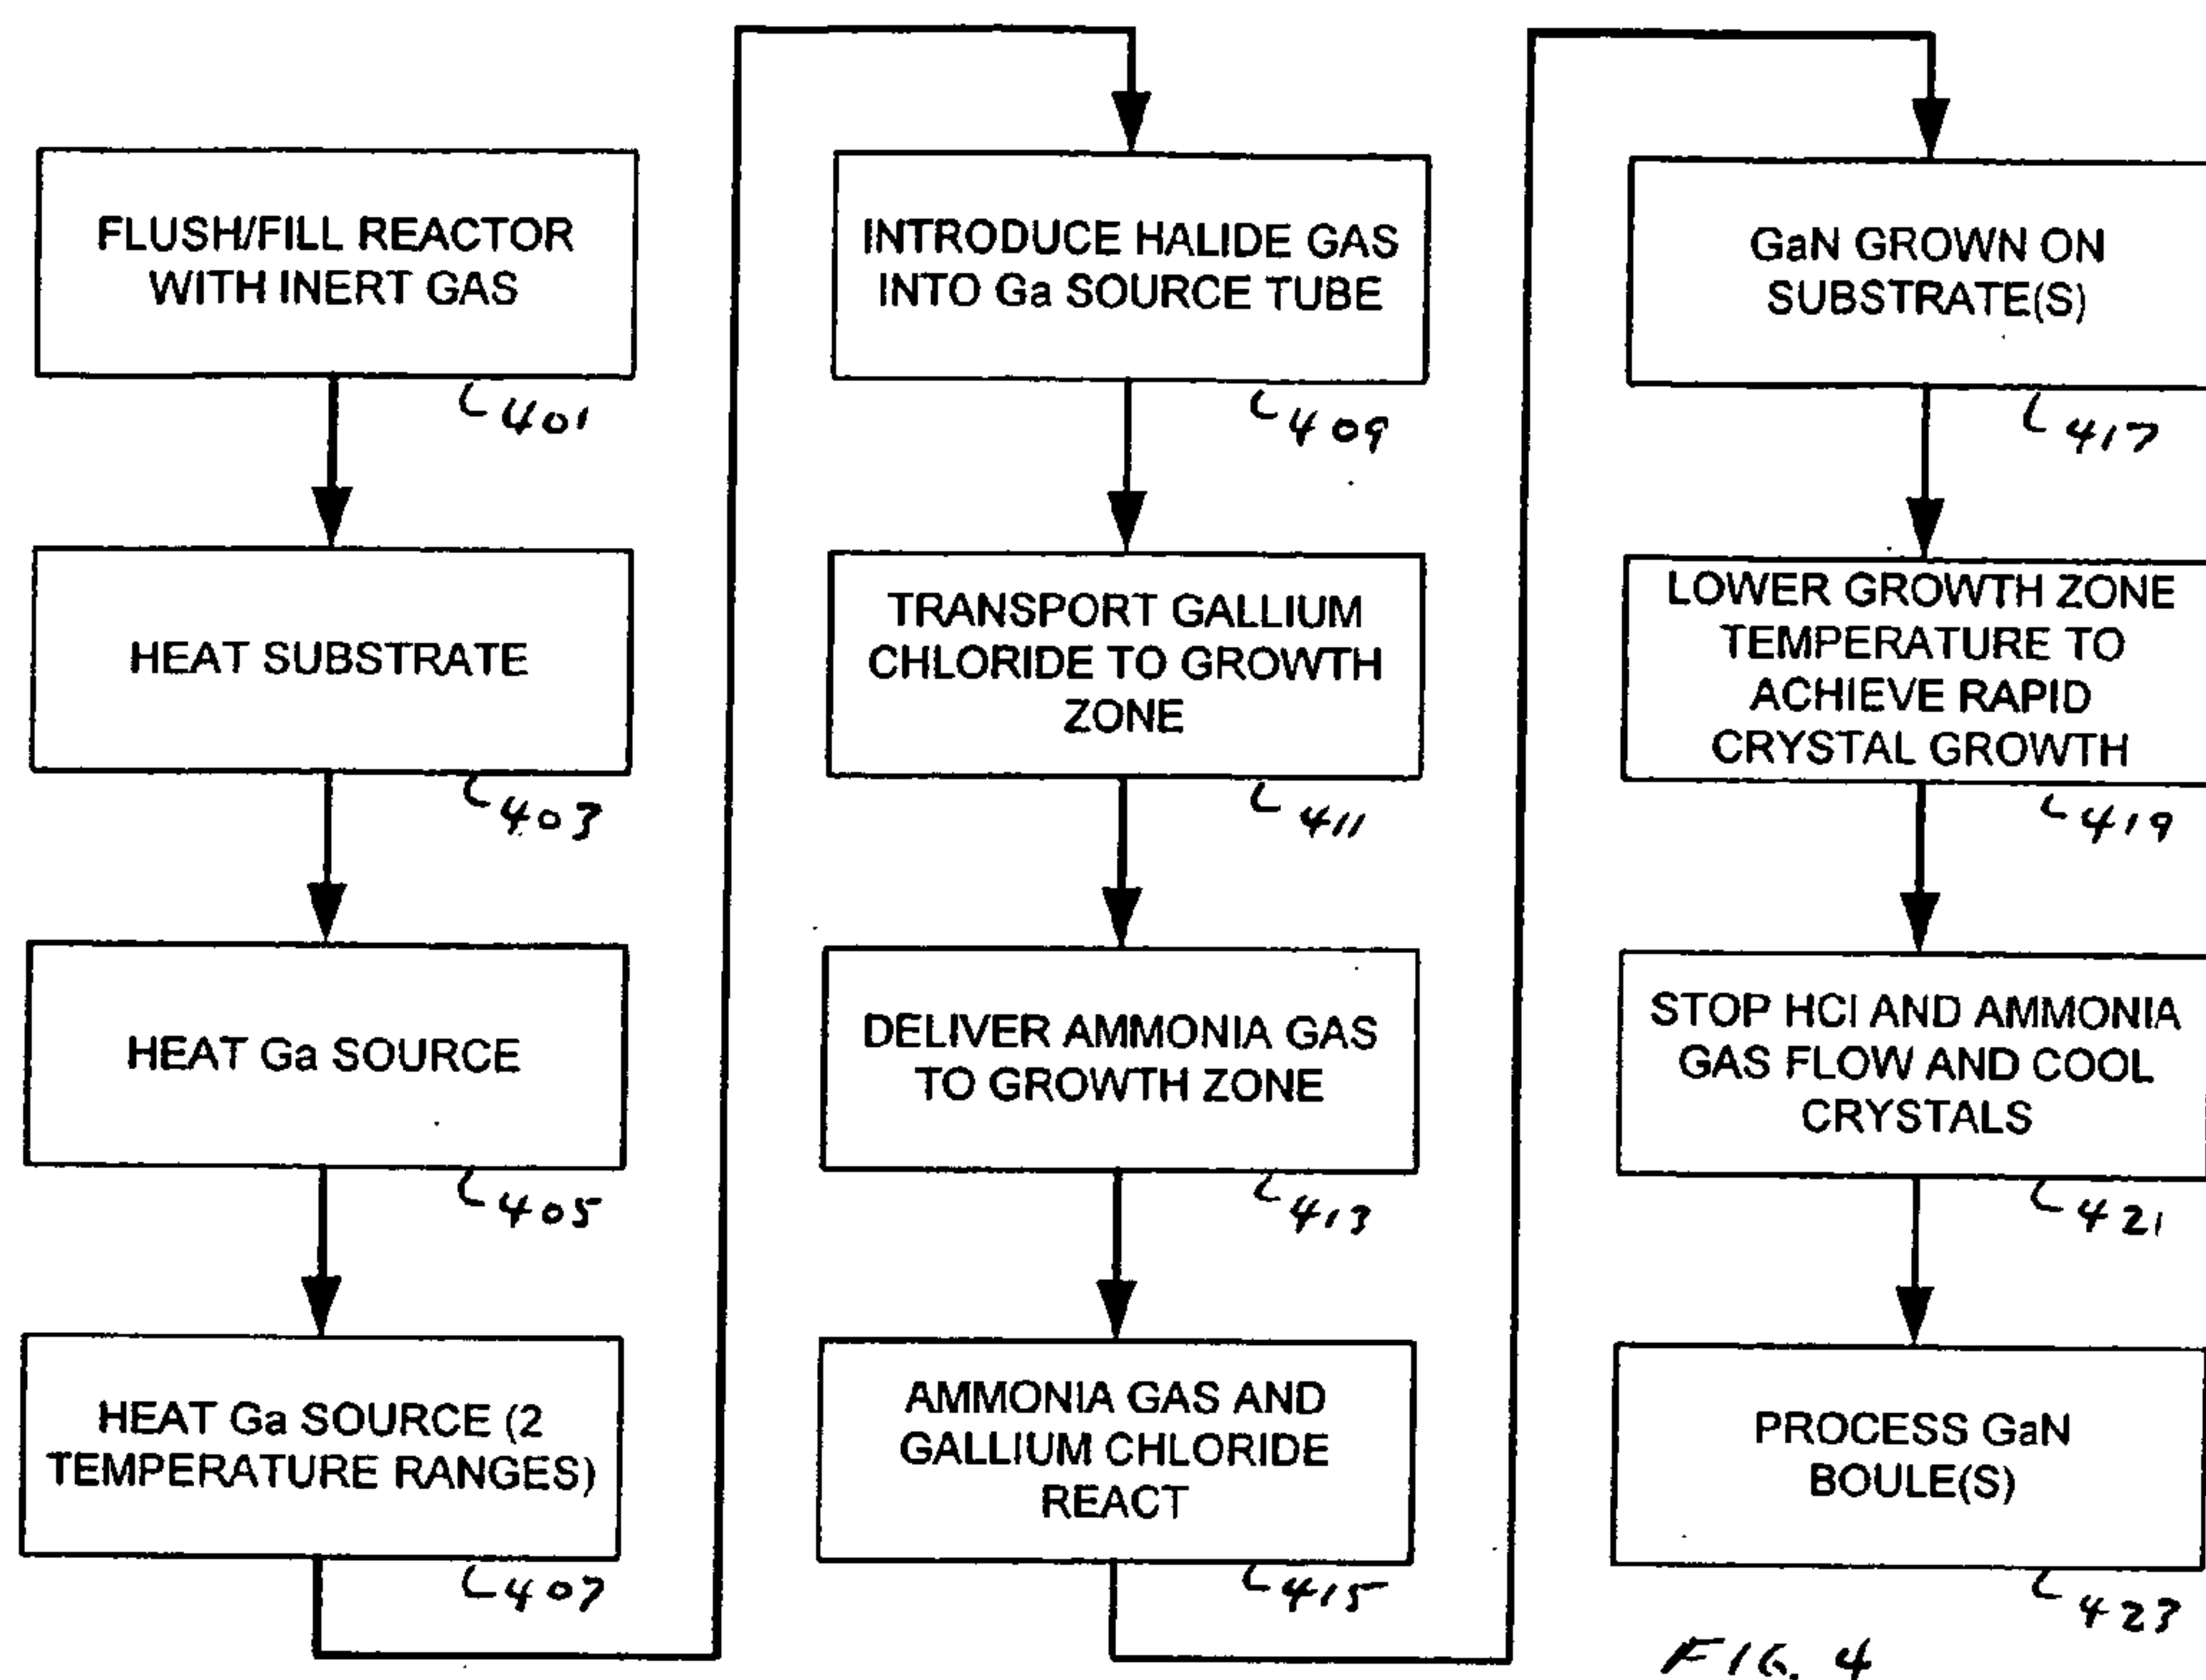 FLUSH/FILL REACTOR
WITH INERT GAS
401
HEAT SUBSTRATE
403
HEAT Ga SOURCE
405
HEAT Ga SOURCE (2
TEMPERATURE RANGES)
407
INTRODUCE HALIDE GAS
INTO Ga SOURCE TUBE
409
TRANSPORT GALLIUM
CHLORIDE TO GROWTH
ZONE
411
DELIVER AMMONIA GAS
TO GROWTH ZONE
413
AMMONIA GAS AND
GALLIUM CHLORIDE
REACT
415
GaN GROWN ON
SUBSTRATE(S)
417
LOWER GROWTH ZONE
TEMPERATURE TO
ACHIEVE RAPID
CRYSTAL GROWTH
419
STOP HCl AND AMMONIA
GAS FLOW AND COOL
CRYSTALS
421
PROCESS GaN
BOULE(S)
423
FIG. 4